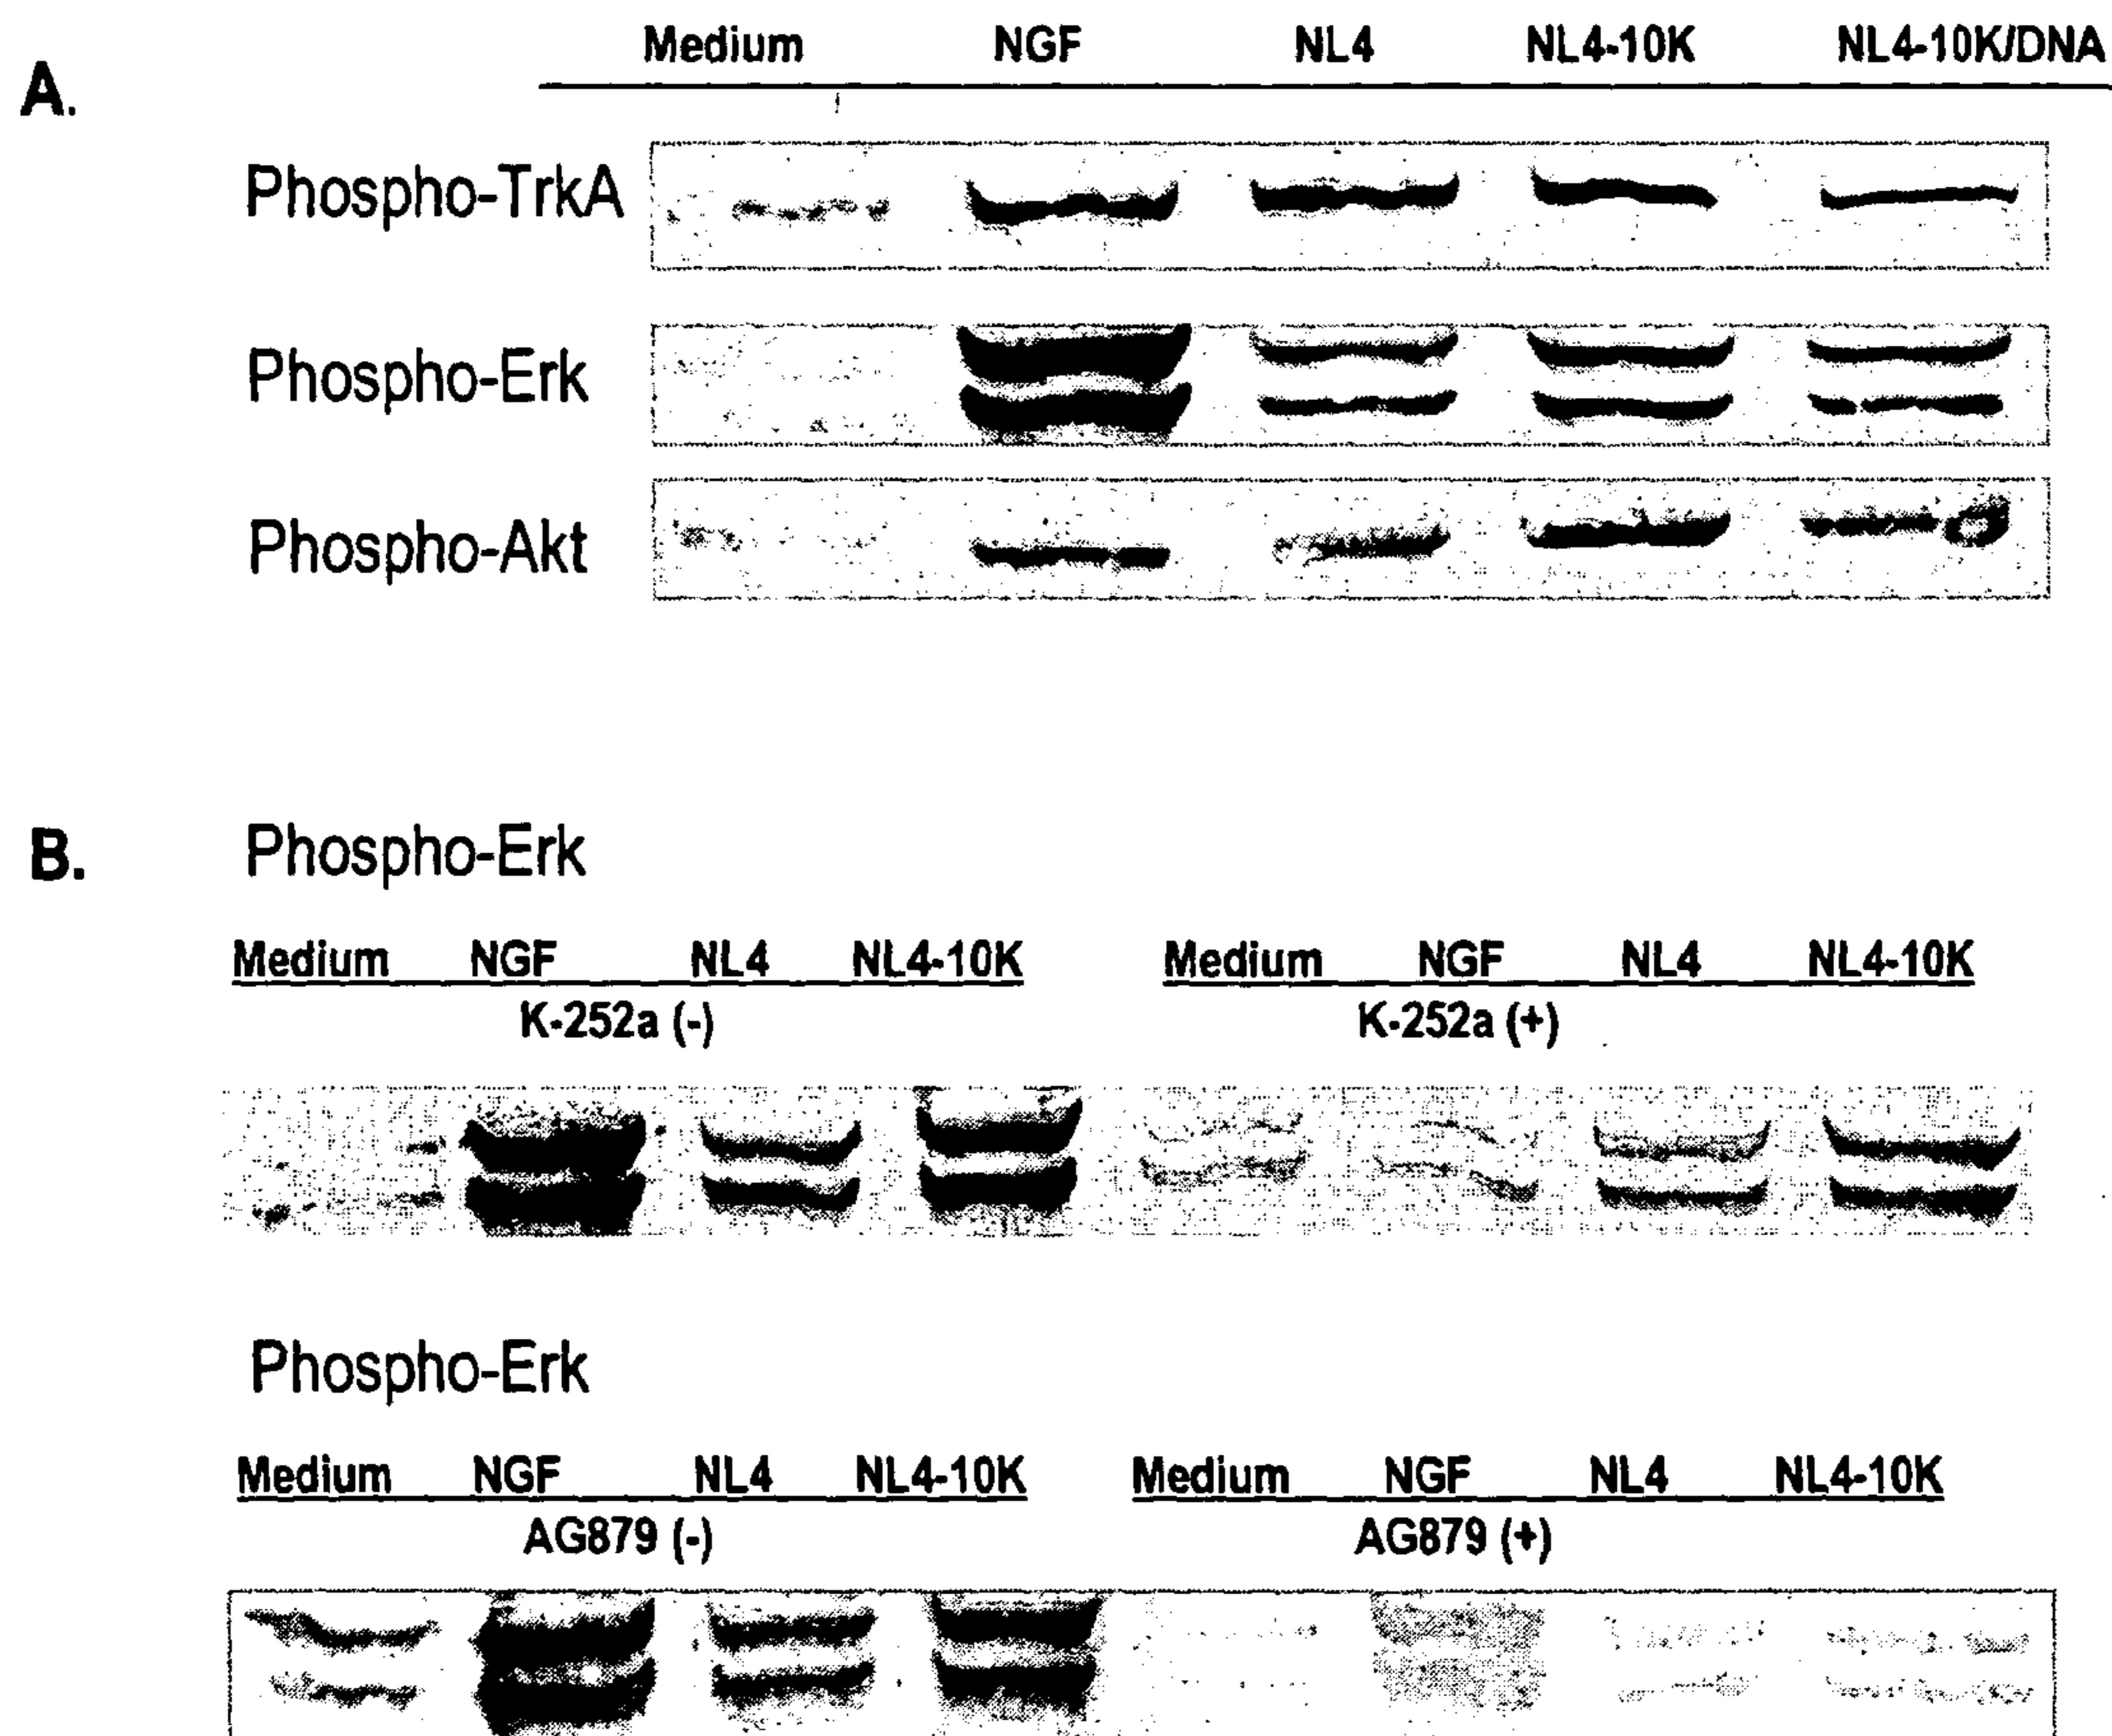 A.
Medium NGF NL4 NL4-10K NL4-10K/DNA
Phospho-TrkA
Phospho-Erk
Phospho-Akt
B.
Phospho-Erk
Medium NGF NL4 NL4-10K Medium NGF NL4 NL4-10K
K-252a (-) K-252a (+)
Phospho-Erk
Medium NGF NL4 NL4-10K Medium NGF NL4 NL4-10K
AG879 (-) AG879 (+)